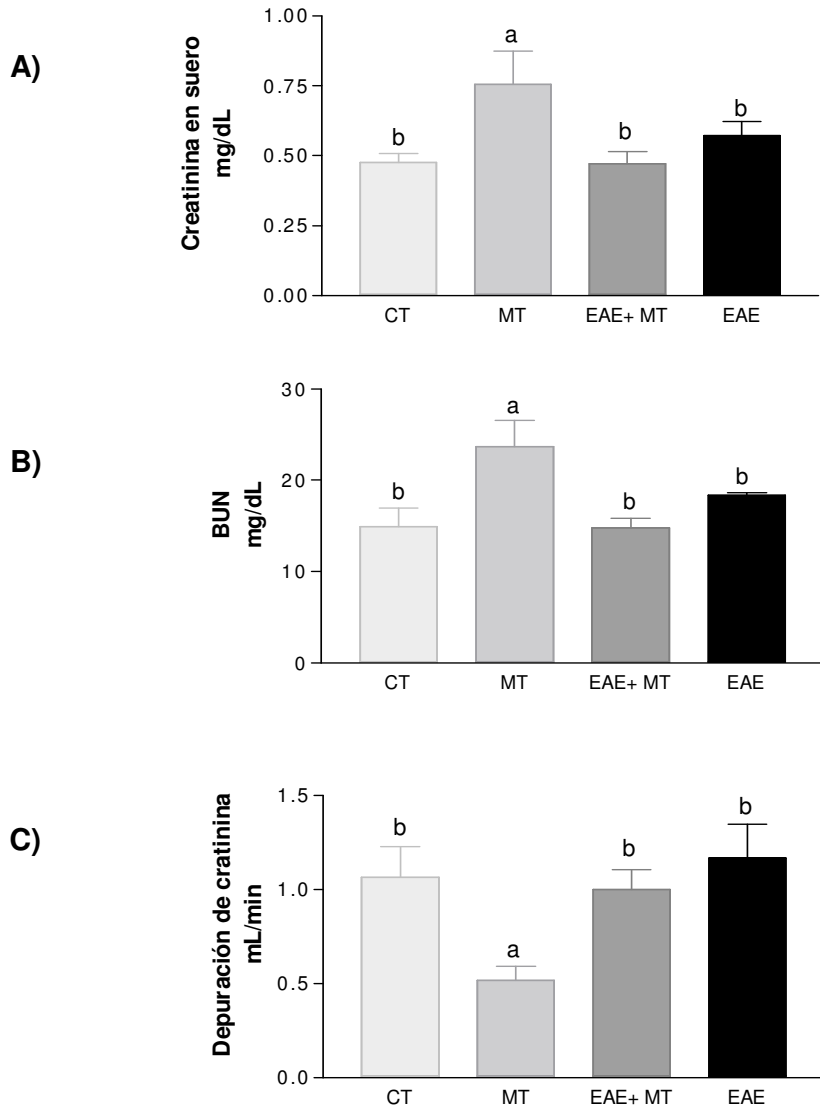 A)
Creatinina en suero
mg/dL
1.00
0.75
0.50
0.25
0.00
b
a
b
b
CT
MT
EAE+ MT
EAE
B)
BUN
mg/dL
30
20
10
0
b
a
b
b
CT
MT
EAE+ MT
EAE
C)
Depuración de cratinina
mL/min
1.5
1.0
0.5
0.0
b
a
b
b
CT
MT
EAE+ MT
EAE